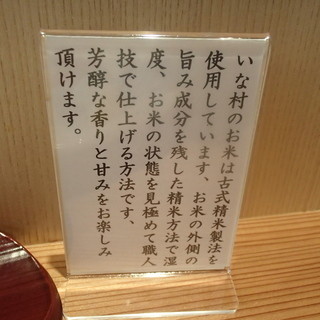 いな村のお米は古式精米製法を
使用しています、お米の外側の
旨み成分を残した精米方法で湿
度、お米の状態を見極めて職人
技で仕上げる方法です、
芳醇な香りと甘みをお楽しみ
頂けます。